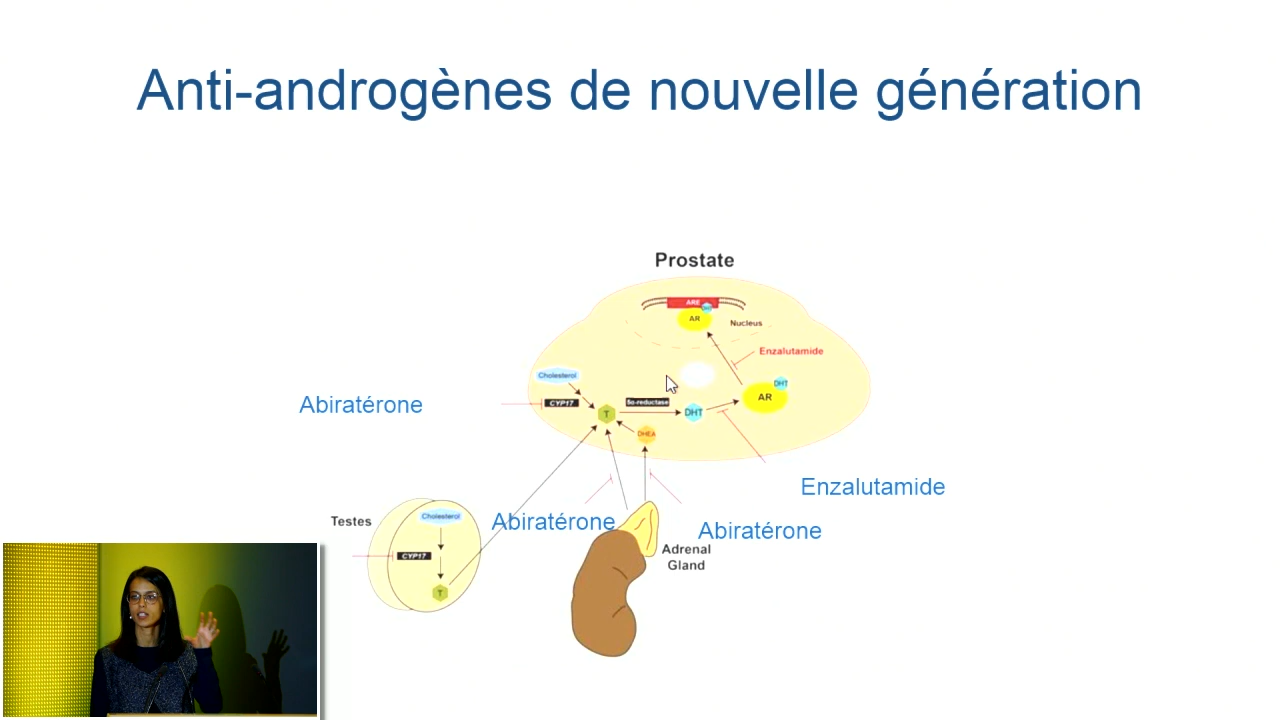 Anti-androgènes de nouvelle génération
Prostate
ARE
DHT
AR
Nucleus
Enzalutamide
Cholesterol
DHT
AR
Abiratérone
CYP17
T
5α-reductase
DHT
DHEA
Enzalutamide
Testes
Cholesterol
Abiratérone
Abiratérone
CYP17
T
Adrenal
Gland